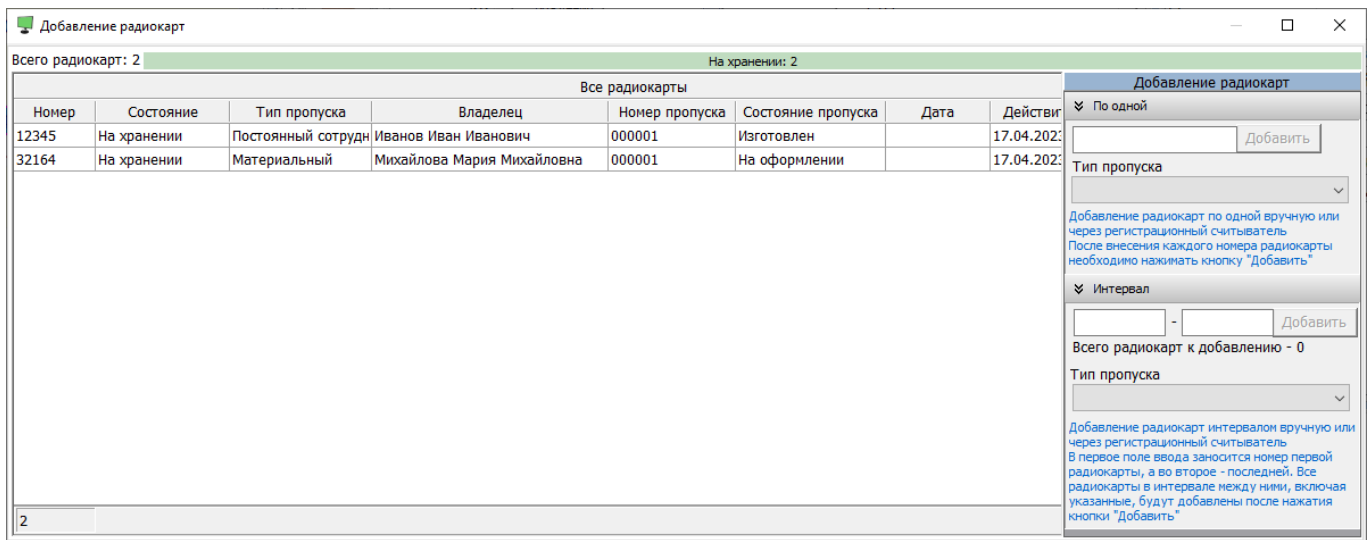 Добавление радиокарт
Всего радиокарт: 2
На хранении: 2
Все радиокарты
Номер Состояние Тип пропуска Владелец Номер пропуска Состояние пропуска Дата Действит
12345 На хранении Постоянный сотрудн Иванов Иван Иванович 000001 Изготовлен 17.04.202
32164 На хранении Материальный Михайлова Мария Михайловна 000001 На оформлении 17.04.202
2
Добавление радиокарт
По одной
Добавить
Тип пропуска
Добавление радиокарт по одной вручную или
через регистрационный считыватель
После внесения каждого номера радиокарты
необходимо нажимать кнопку "Добавить"
Интервал
- Добавить
Всего радиокарт к добавлению - 0
Тип пропуска
Добавление радиокарт интервалом вручную или
через регистрационный считыватель
В первое поле ввода заносится номер первой
радиокарты, а во второе - последней. Все
радиокарты в интервале между ними, включая
указанные, будут добавлены после нажатия
кнопки "Добавить"